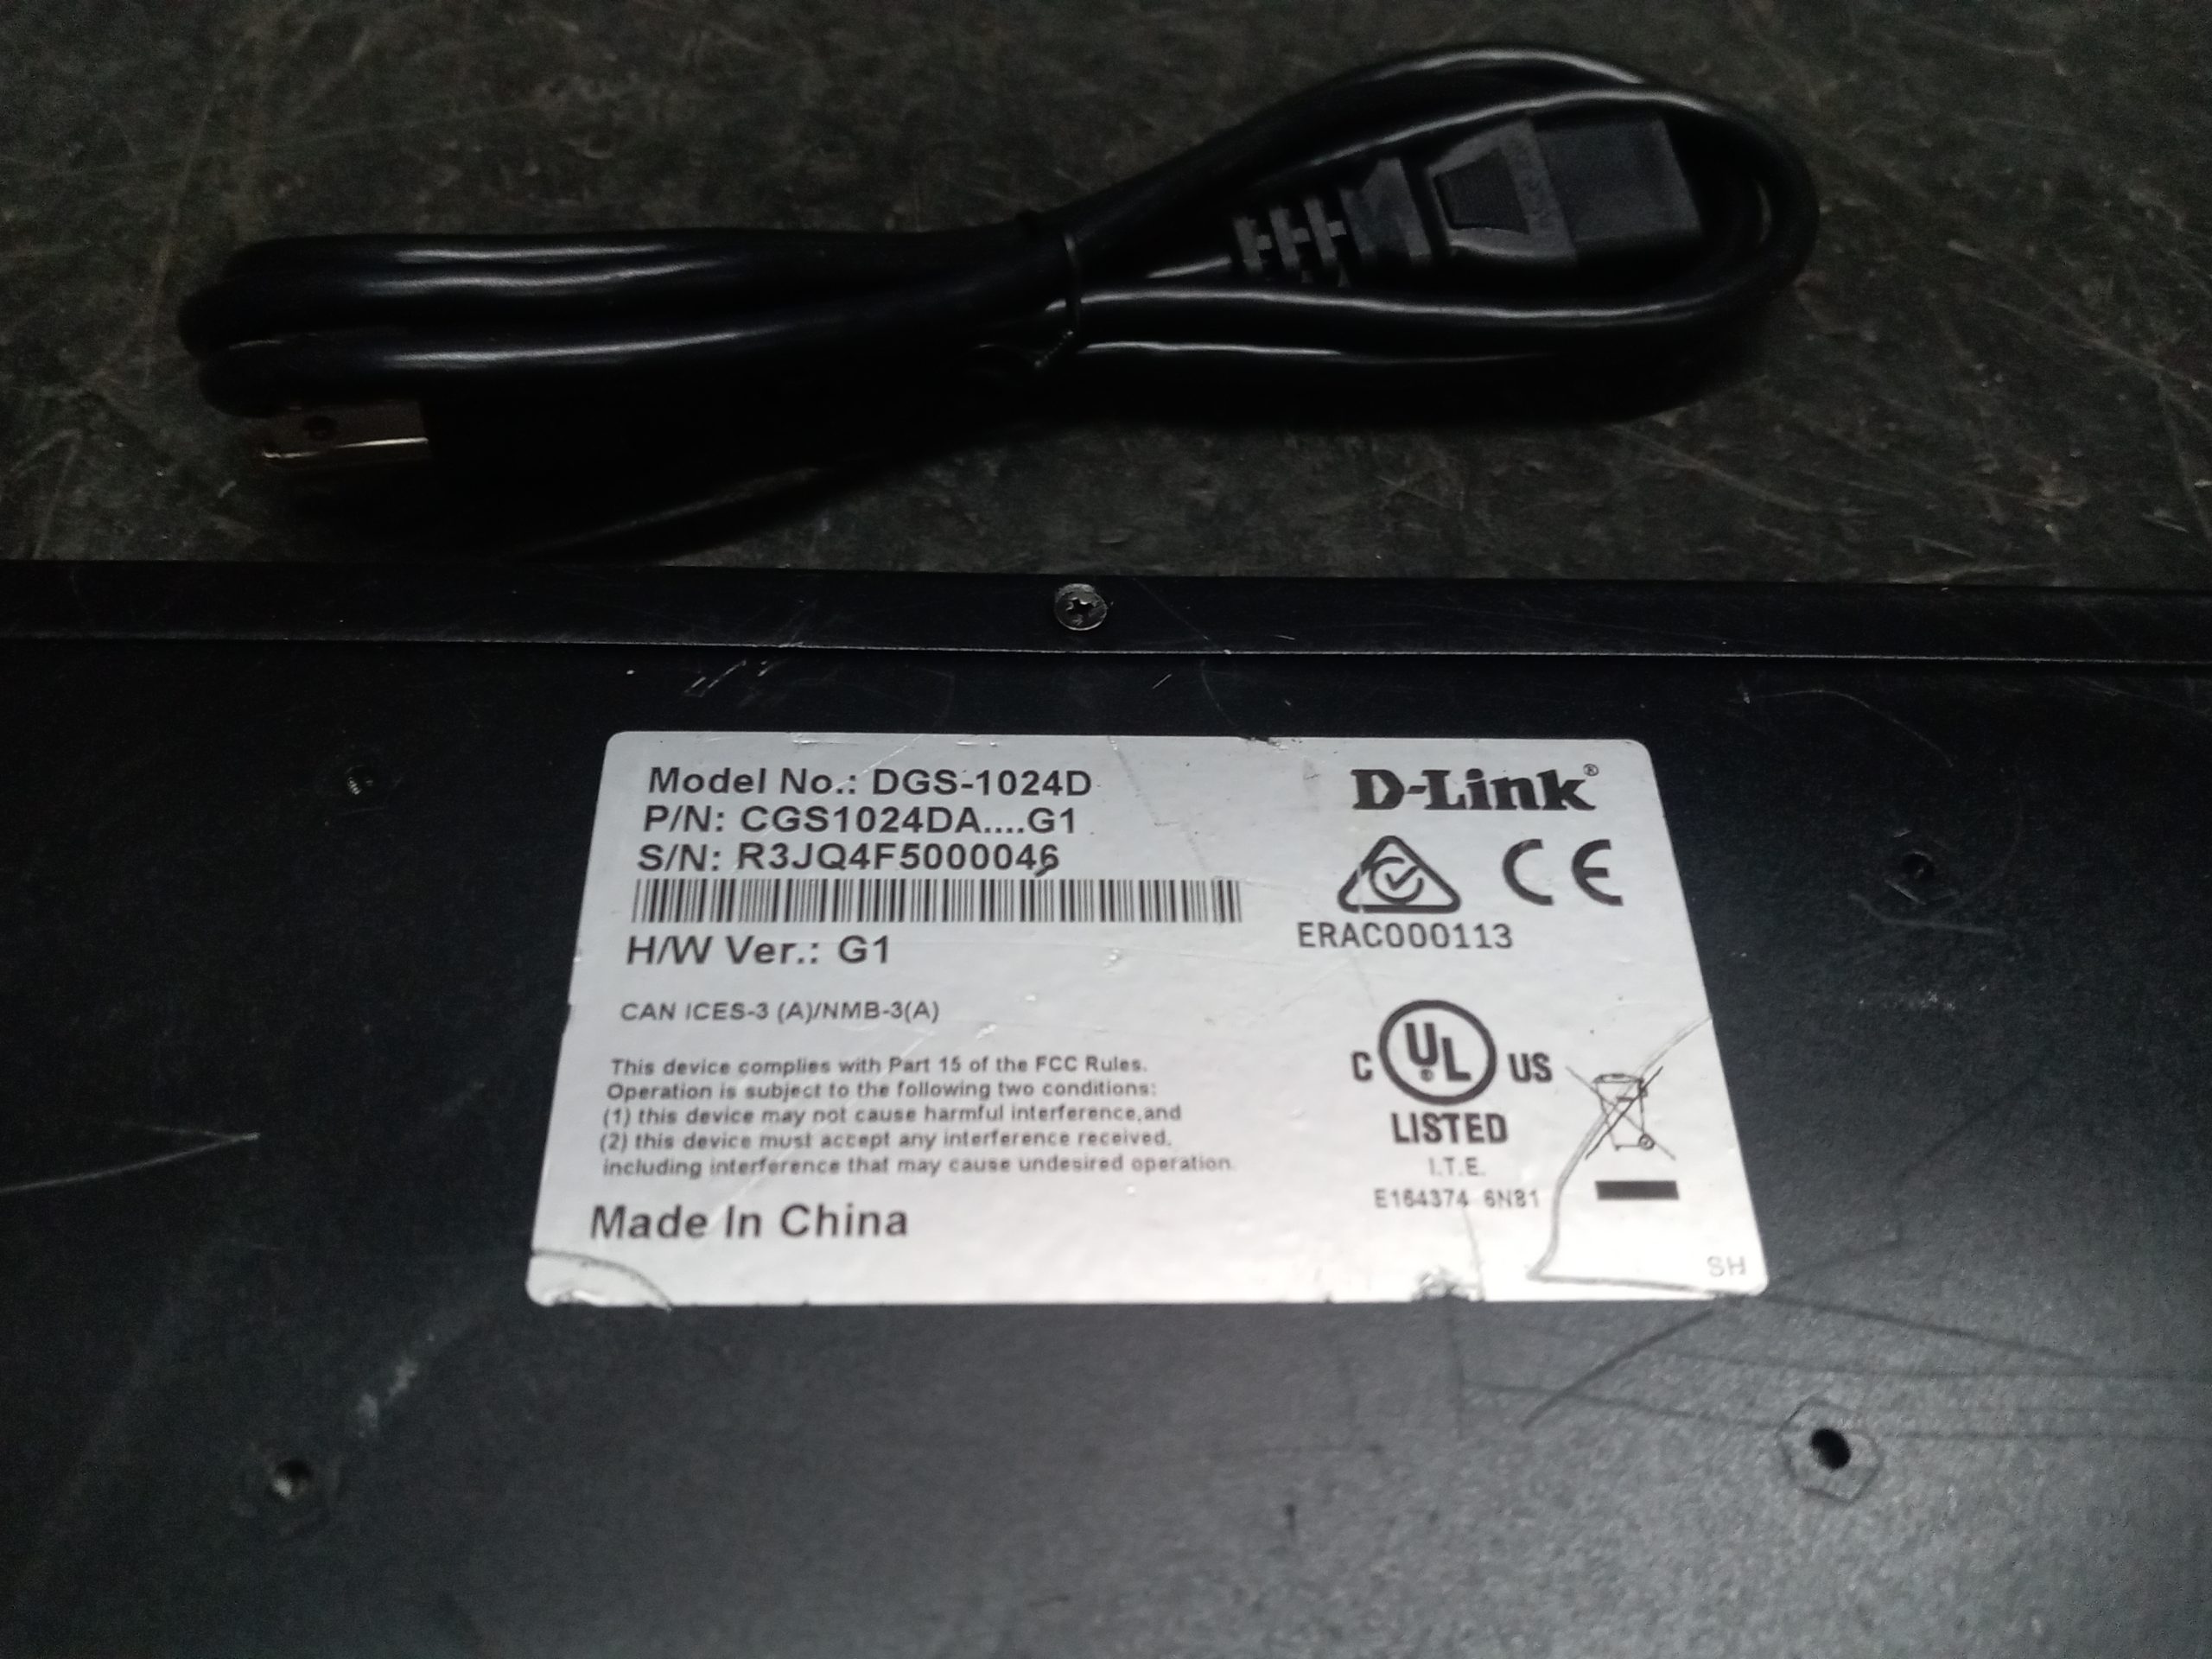 Model No.: DGS-1024D
P/N: CGS1024DA....G1
S/N: R3JQ4F5000046
H/W Ver.: G1
CAN ICES-3 (A)/NMB-3(A)
This device complies with Part 15 of the FCC Rules.
Operation is subject to the following two conditions:
(1) this device may not cause harmful interference,and
(2) this device must accept any interference received,
including interference that may cause undesired operation.
Made In China
D-Link®
CE
ERAC000113
C UL ® US
LISTED
I.T.E.
E164374 6N81
SH